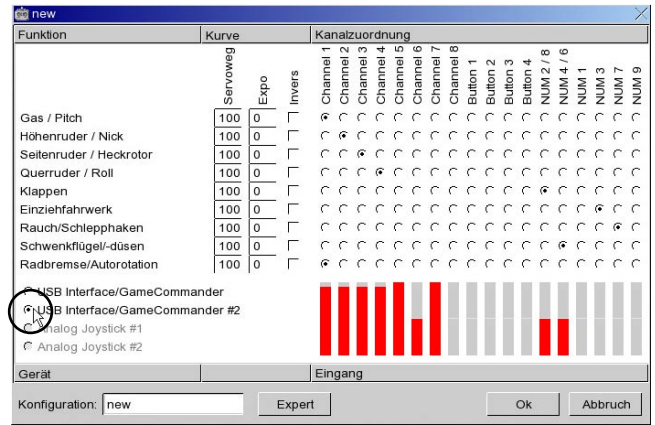 new
Funktion Kurve Kanalzuordnung
Servoweg Expo Invers Channel 1 Channel 2 Channel 3 Channel 4 Channel 5 Channel 6 Channel 7 Channel 8 Button 1 Button 2 Button 3 Button 4 NUM 2 / 8 NUM 4 / 6 NUM 1 NUM 3 NUM 7 NUM 9
Gas / Pitch 100 0
Höhenruder / Nick 100 0
Seitenruder / Heckrotor 100 0
Querruder / Roll 100 0
Klappen 100 0
Einziehfahrwerk 100 0
Rauch/Schlepphaken 100 0
Schwenkflügel/-düsen 100 0
Radbremse/Autorotation 100 0
USB Interface/GameCommander
USB Interface/GameCommander #2
Analog Joystick #1
Analog Joystick #2
Gerät Eingang
Konfiguration: new Expert Ok Abbruch